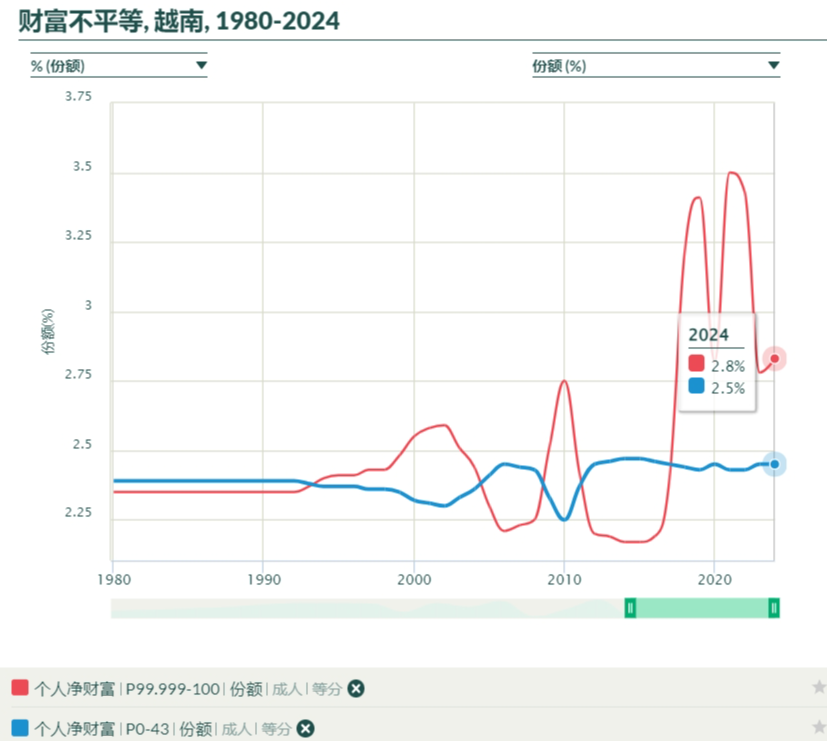 财富不平等, 越南, 1980-2024
% (份额) 份额 (%)
3.75
3.5
3.25
3
2.75
2.5
2.25
份额(%)
2024
2.8%
2.5%
1980 1990 2000 2010 2020
个人净财富 | P99.999-100 | 份额 | 成人 | 等分
个人净财富 | P0-43 | 份额 | 成人 | 等分